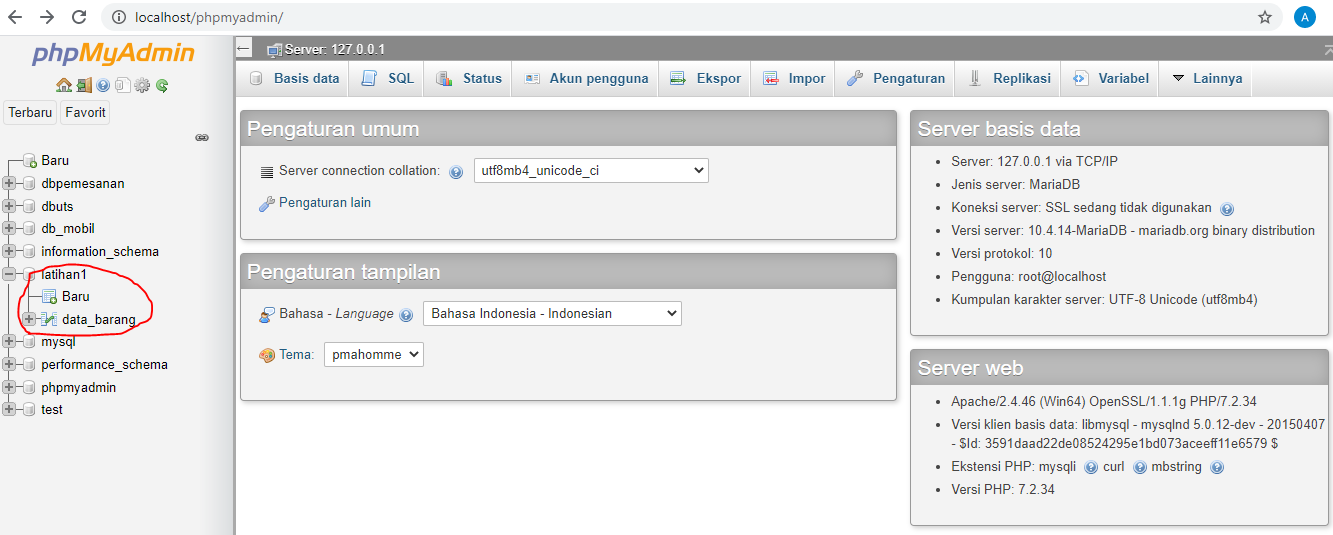 localhost/phpmyadmin/
A
phpMyAdmin
Terbaru Favorit
Baru
dbpemesanan
dbuts
db_mobil
information_schema
latihan1
Baru
data_barang
mysql
performance_schema
phpmyadmin
test
Server: 127.0.0.1
Basis data SQL Status Akun pengguna Ekspor Impor Pengaturan Replikasi Variabel Lainnya
Pengaturan umum
Server connection collation: utf8mb4_unicode_ci
Pengaturan lain
Pengaturan tampilan
Bahasa - Language Bahasa Indonesia - Indonesian
Tema: pmahomme
Server basis data
Server: 127.0.0.1 via TCP/IP
Jenis server: MariaDB
Koneksi server: SSL sedang tidak digunakan
Versi server: 10.4.14-MariaDB - mariadb.org binary distribution
Versi protokol: 10
Pengguna: root@localhost
Kumpulan karakter server: UTF-8 Unicode (utf8mb4)
Server web
Apache/2.4.46 (Win64) OpenSSL/1.1.1g PHP/7.2.34
Versi klien basis data: libmysql - mysqlnd 5.0.12-dev - 20150407
- $Id: 3591daad22de08524295e1bd073aceeff11e6579 $
Ekstensi PHP: mysqli curl mbstring
Versi PHP: 7.2.34